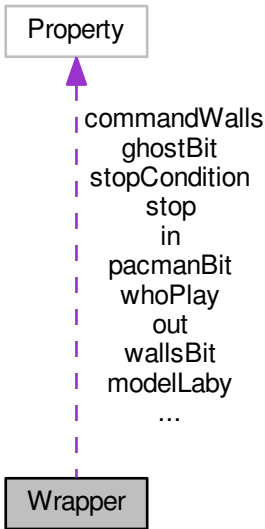 Property
commandWalls
ghostBit
stopCondition
stop
in
pacmanBit
whoPlay
out
wallsBit
modelLaby
...
Wrapper